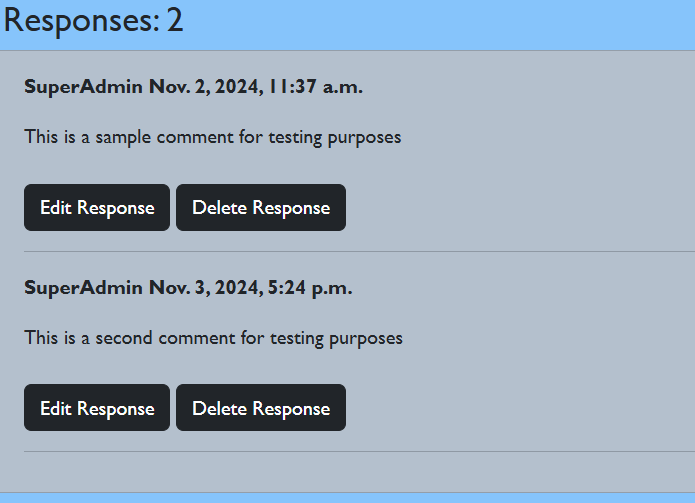 Responses: 2
SuperAdmin Nov. 2, 2024, 11:37 a.m.
This is a sample comment for testing purposes
Edit Response Delete Response
SuperAdmin Nov. 3, 2024, 5:24 p.m.
This is a second comment for testing purposes
Edit Response Delete Response